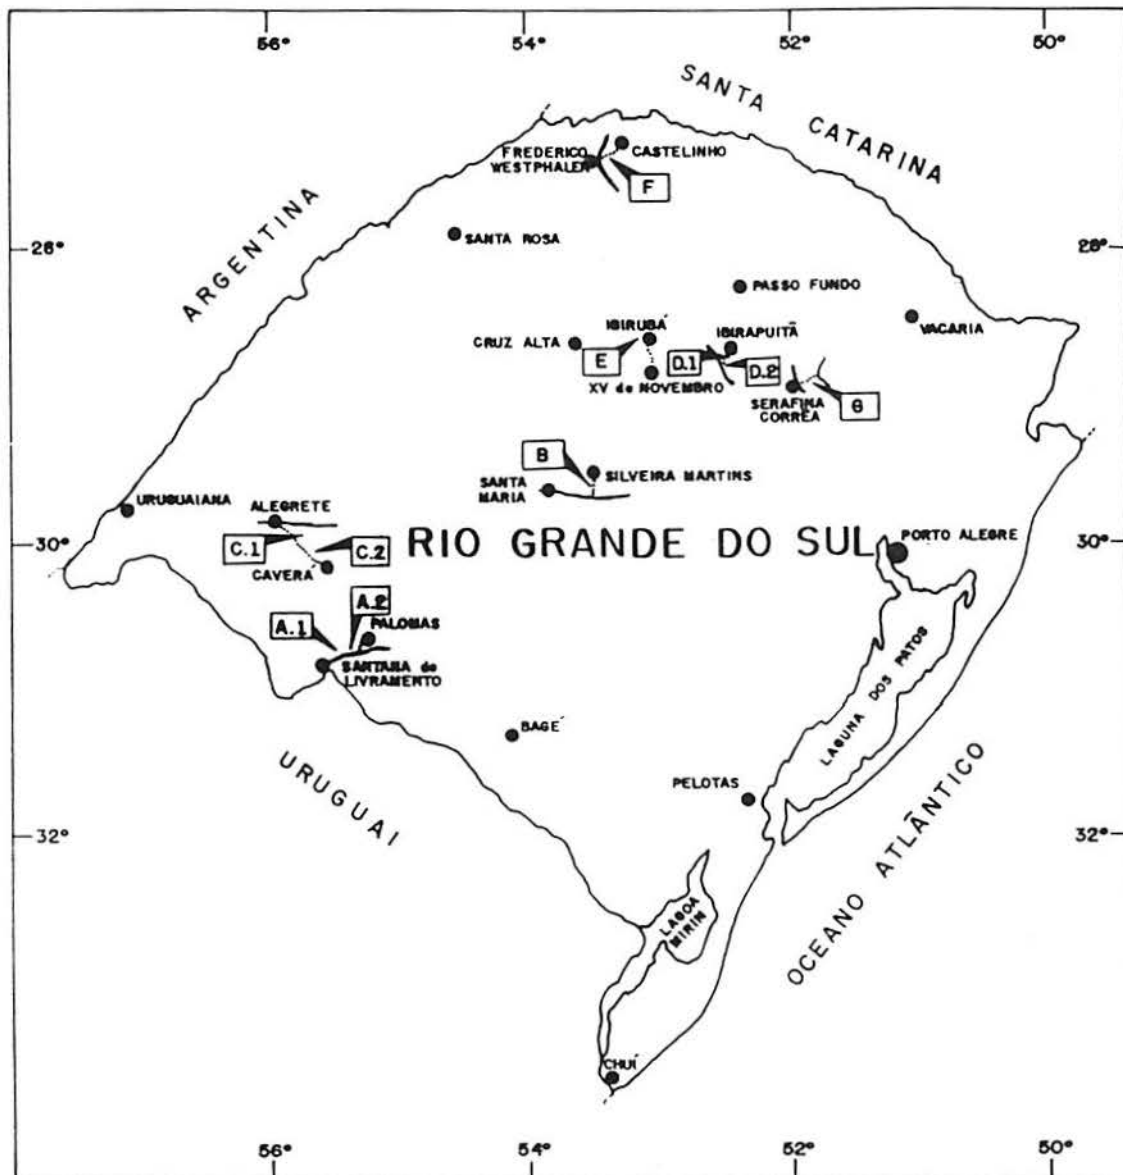 56°
54°
52°
50°
SANTA CATARINA
FREDERICO
WESTPHALEN
CASTELINHO
F
ARGENTINA
SANTA ROSA
28°
28°
PASSO FUNDO
VACARIA
CRUZ ALTA
IBIRUBÁ
IBIRAPUITÃ
E
D.1
D.2
XV de NOVEMBRO
SERAFINA
CORRÊA
G
B
SILVEIRA MARTINS
SANTA
MARIA
URUGUAIANA
ALEGRETE
30°
C.1
C.2
RIO GRANDE DO SUL
PORTO ALEGRE
30°
CAVERÁ
A.2
A.1
PALOMAS
SANTANA de
LIVRAMENTO
LAGUNA DOS PATOS
BAGÉ
URUGUAI
PELOTAS
OCEANO ATLÂNTICO
32°
32°
LAGOA
MIRIN
CHUÍ
56°
54°
52°
50°